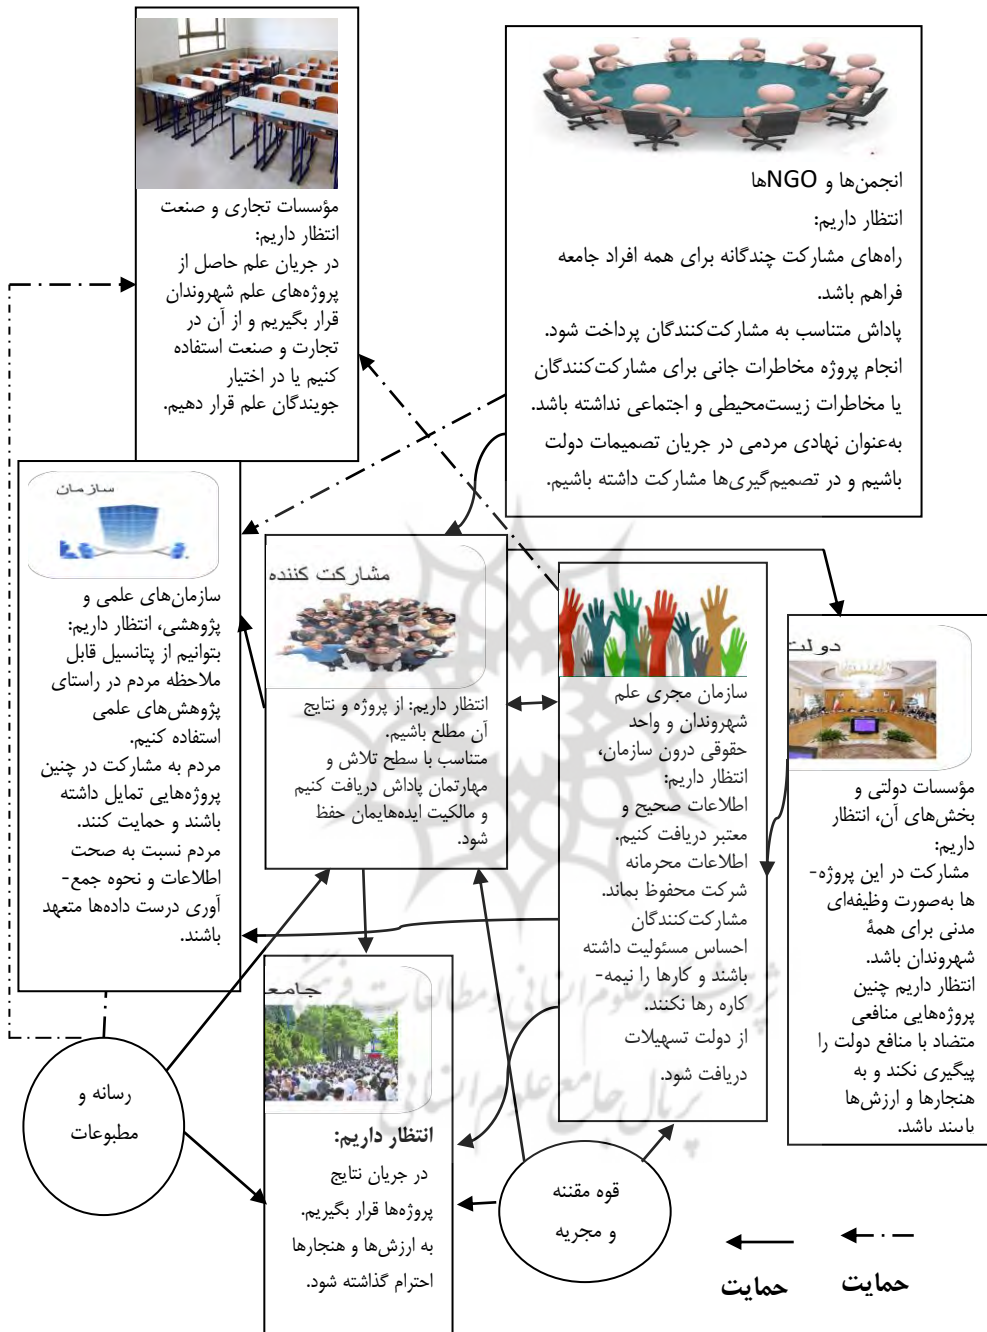 مؤسسات تجاری و صنعت
انتظار داریم:
در جریان علم حاصل از
پروژه‌های علم شهروندان
قرار بگیریم و از آن در
تجارت و صنعت استفاده
کنیم یا در اختیار
جویندگان علم قرار دهیم.
انجمن‌ها و NGOها
انتظار داریم:
راه‌های مشارکت چندگانه برای همه افراد جامعه
فراهم باشد.
پاداش متناسب به مشارکت‌کنندگان پرداخت شود.
انجام پروژه مخاطرات جانی برای مشارکت‌کنندگان
یا مخاطرات زیست‌محیطی و اجتماعی نداشته باشد.
به‌عنوان نهادی مردمی در جریان تصمیمات دولت
باشیم و در تصمیم‌گیری‌ها مشارکت داشته باشیم.
سازمان
سازمان‌های علمی و
پژوهشی، انتظار داریم:
بتوانیم از پتانسیل قابل
ملاحظه مردم در راستای
پژوهش‌های علمی
استفاده کنیم.
مردم به مشارکت در چنین
پروژه‌هایی تمایل داشته
باشند و حمایت کنند.
مردم نسبت به صحت
اطلاعات و نحوه جمع-
آوری درست داده‌ها متعهد
باشند.
مشارکت کننده
انتظار داریم: از پروژه و نتایج
آن مطلع باشیم.
متناسب با سطح تلاش و
مهارتمان پاداش دریافت کنیم
و مالکیت ایده‌هایمان حفظ
شود.
سازمان مجری علم
شهروندان و واحد
حقوقی درون سازمان،
انتظار داریم:
اطلاعات صحیح و
معتبر دریافت کنیم.
اطلاعات محرمانه
شرکت محفوظ بماند.
مشارکت‌کنندگان
احساس مسئولیت داشته
باشند و کارها را نیمه-
کاره رها نکنند.
از دولت تسهیلات
دریافت شود.
دولت
مؤسسات دولتی و
بخش‌های آن، انتظار
داریم:
مشارکت در این پروژه-
ها به‌صورت وظیفه‌ای
مدنی برای همهٔ
شهروندان باشد.
انتظار داریم چنین
پروژه‌هایی منافعی
متضاد با منافع دولت را
پیگیری نکند و به
هنجارها و ارزش‌ها
پایبند باشد.
جامع
انتظار داریم:
در جریان نتایج
پروژه‌ها قرار بگیریم.
به ارزش‌ها و هنجارها
احترام گذاشته شود.
رسانه و
مطبوعات
قوه مقننه
و مجریه
حمایت
حمایت
پژوهشگاه علوم انسانی و مطالعات فرهنگی
پرتال جامع علوم انسانی